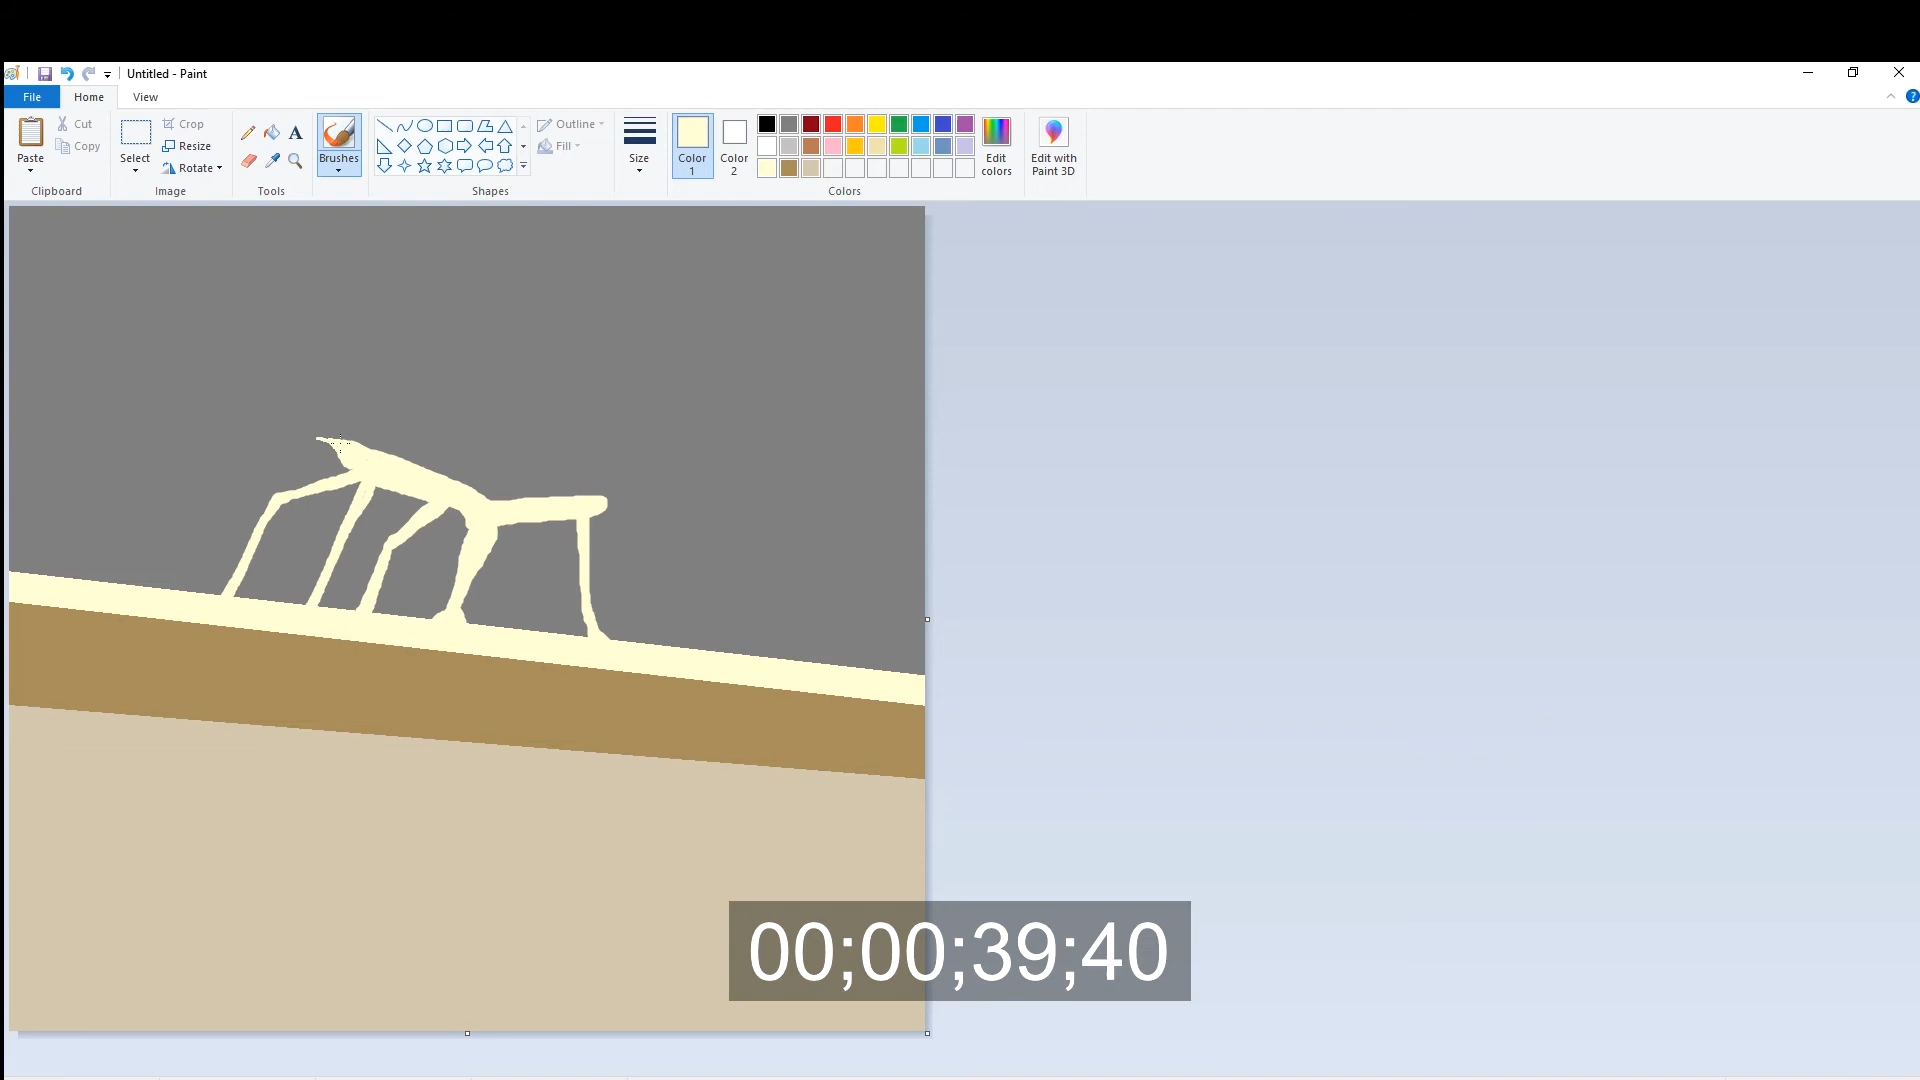 Untitled - Paint
File Home View
Paste
Cut
Copy
Clipboard
Select
Crop
Resize
Rotate
Image
A
Tools
Brushes
Shapes
Outline
Fill
Size
Color 1
Color 2
Colors
Edit colors
Edit with Paint 3D
?
00;00;39;40